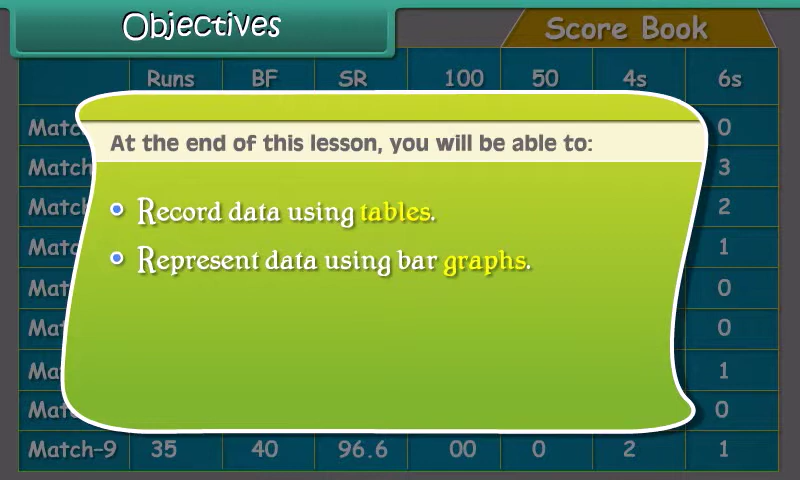 Objectives
Score Book
Runs BF SR 100 50 4s 6s
At the end of this lesson, you will be able to:
Record data using tables.
Represent data using bar graphs.
0
3
2
1
0
0
1
0
Match-9 35 40 96.6 00 0 2 1